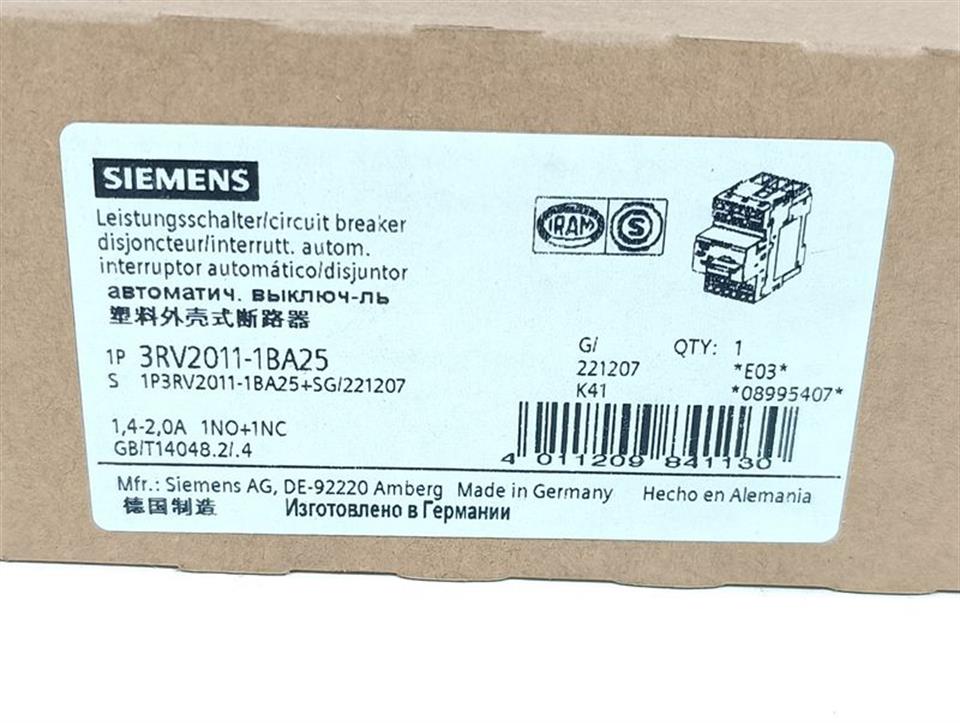 SIEMENS
Leistungsschalter/circuit breaker
disjoncteur/interrutt. autom.
interruptor automático/disjuntor
автоматич. выключ-ль
塑料外壳式断路器
IRAM S
1P 3RV2011-1BA25
S 1P3RV2011-1BA25+SG/221207
G/ QTY: 1
221207 *E03*
K41 *08995407*
1,4-2,0A 1NO+1NC
GB/T14048.2/.4
4 011209 841130
Mfr.: Siemens AG, DE-92220 Amberg Made in Germany Hecho en Alemania
德国制造 Изготовлено в Германии